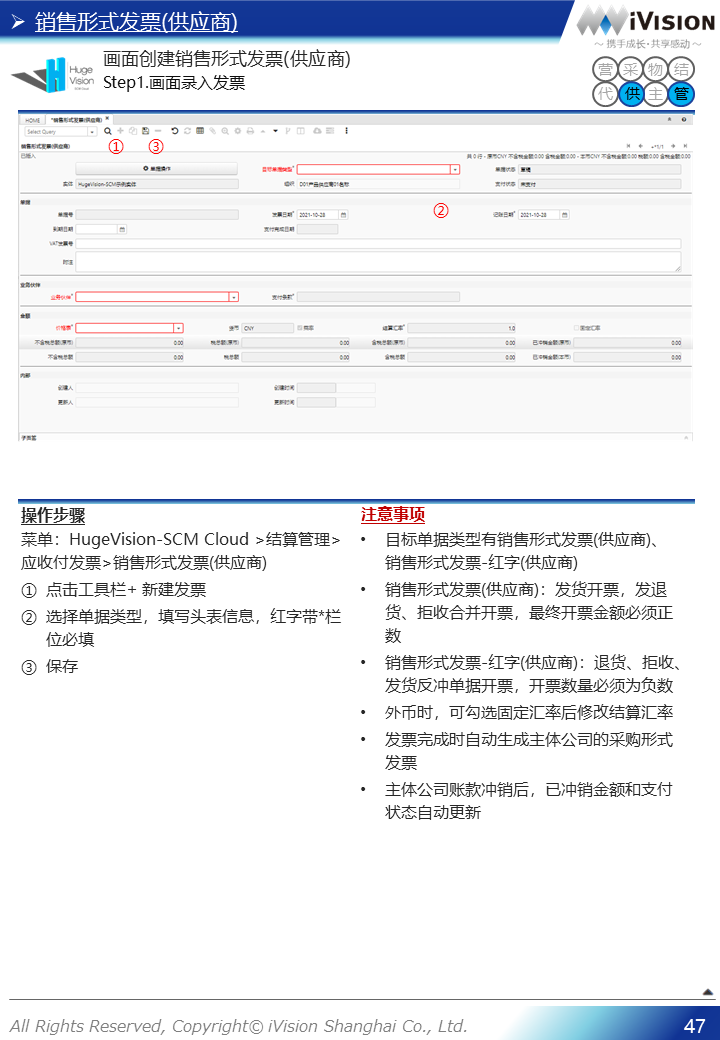 ➢ 销售形式发票(供应商)
iVision
～ 携手成长·共享感动 ～
画面创建销售形式发票(供应商)
Huge Vision
Step1.画面录入发票
营 采 物 结
代 供 主 管
HOME *销售形式发票(供应商)
Select Query
① ③
销售形式发票(供应商)
+*1/1
共 0 行 - 原币CNY 不含税金额:0.00 含税金额:0.00 - 本币CNY 不含税金额:0.00 税额:0.00 含税金额:0.00
单据操作 目标单据类型* 单据状态 草稿
实体 HugeVision-SCM示例实体 组织 D01产品供应商01名称 支付状态 未支付
单据 ②
单据号 发票日期* 2021-10-28 记账日期* 2021-10-28
到期日期 支付完成日期
VAT发票号
附注
业务伙伴
业务伙伴* 支付条款*
金额
价格表* 货币 CNY 含税 结算汇率* 1.0 固定汇率
不含税总额(原币) 0.00 税总额(原币) 0.00 含税总额(原币) 0.00 已冲销金额(原币) 0.00
不含税总额 0.00 税总额 0.00 含税总额 0.00 已冲销金额(本币) 0.00
内部
创建人 创建时间
更新人 更新时间
子页签
操作步骤
菜单：HugeVision-SCM Cloud >结算管理>
应收付发票>销售形式发票(供应商)
① 点击工具栏+ 新建发票
② 选择单据类型，填写头表信息，红字带*栏
位必填
③ 保存
注意事项
• 目标单据类型有销售形式发票(供应商)、
销售形式发票-红字(供应商)
• 销售形式发票(供应商)：发货开票，发退
货、拒收合并开票，最终开票金额必须正
数
• 销售形式发票-红字(供应商)：退货、拒收、
发货反冲单据开票，开票数量必须为负数
• 外币时，可勾选固定汇率后修改结算汇率
• 发票完成时自动生成主体公司的采购形式
发票
• 主体公司账款冲销后，已冲销金额和支付
状态自动更新
All Rights Reserved, Copyright© iVision Shanghai Co., Ltd.
47